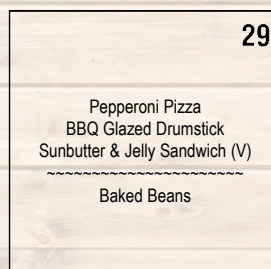 29
Pepperoni Pizza
BBQ Glazed Drumstick
Sunbutter & Jelly Sandwich (V)
~~~~~~~~~~~~~~~~~~~~~~
Baked Beans